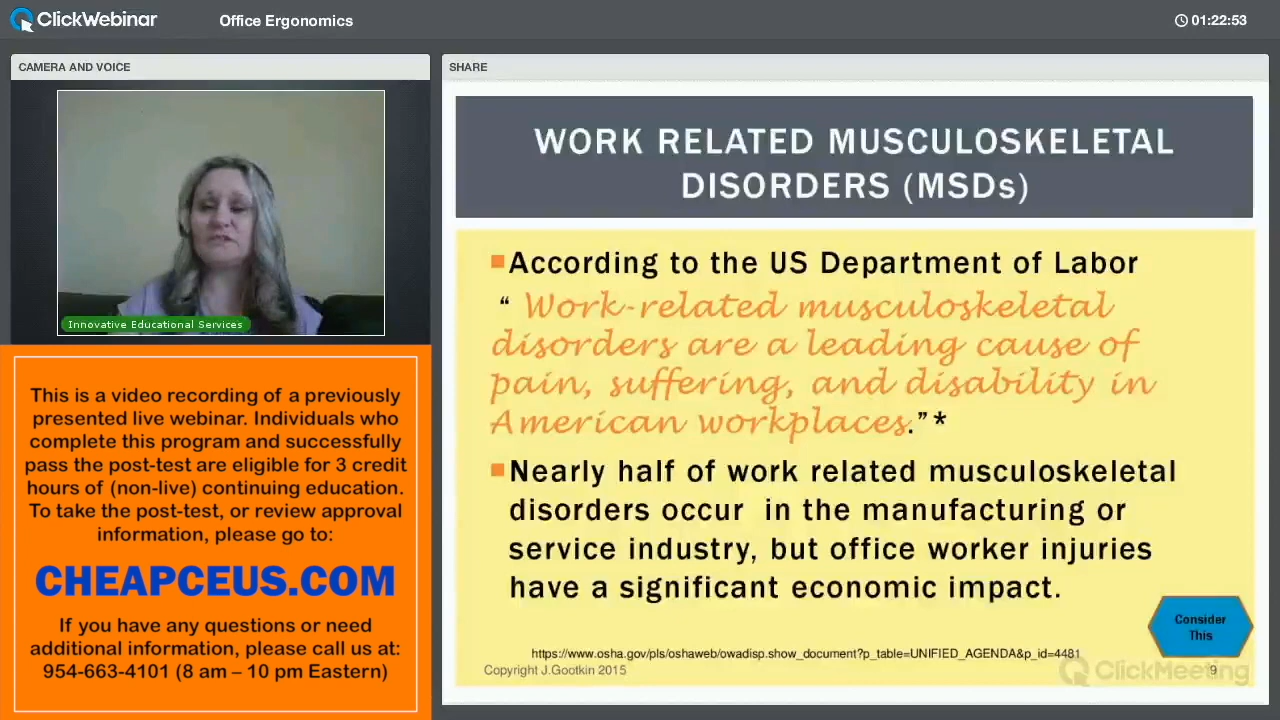 ClickWebinar
Office Ergonomics
01:22:53
CAMERA AND VOICE
Innovative Educational Services
This is a video recording of a previously
presented live webinar. Individuals who
complete this program and successfully
pass the post-test are eligible for 3 credit
hours of (non-live) continuing education.
To take the post-test, or review approval
information, please go to:
CHEAPCEUS.COM
If you have any questions or need
additional information, please call us at:
954-663-4101 (8 am – 10 pm Eastern)
SHARE
WORK RELATED MUSCULOSKELETAL
DISORDERS (MSDs)
According to the US Department of Labor
“ Work-related musculoskeletal
disorders are a leading cause of
pain, suffering, and disability in
American workplaces.”*
Nearly half of work related musculoskeletal
disorders occur in the manufacturing or
service industry, but office worker injuries
have a significant economic impact.
Consider
This
https://www.osha.gov/pls/oshaweb/owadisp.show_document?p_table=UNIFIED_AGENDA&p_id=4481
Copyright J.Gootkin 2015
9
ClickMeeting